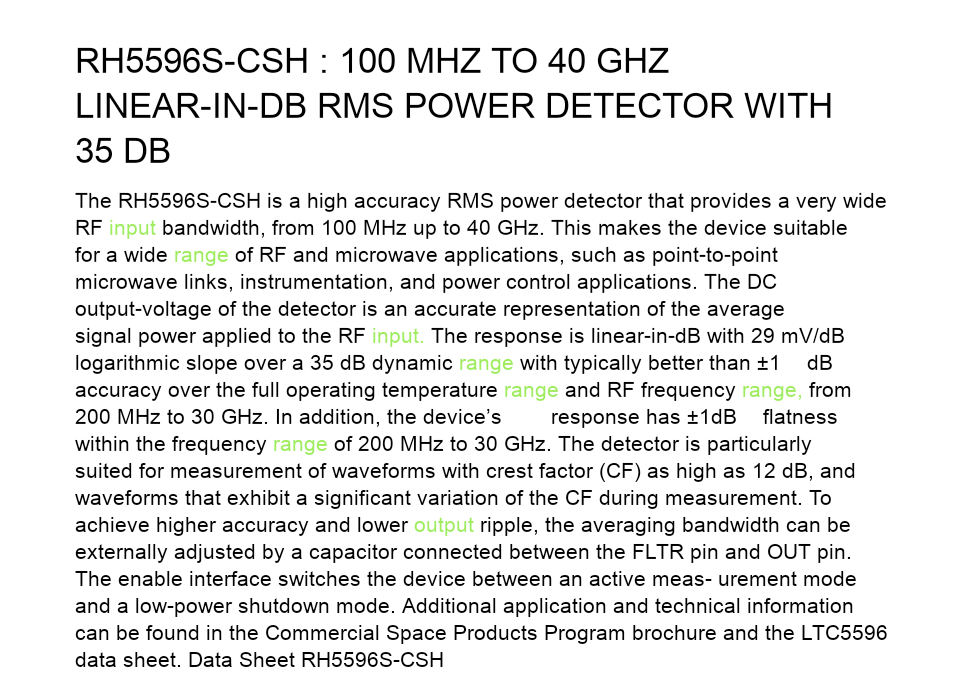 RH5596S-CSH : 100 MHZ TO 40 GHZ
LINEAR-IN-DB RMS POWER DETECTOR WITH
35 DB
The RH5596S-CSH is a high accuracy RMS power detector that provides a very wide
RF input bandwidth, from 100 MHz up to 40 GHz. This makes the device suitable
for a wide range of RF and microwave applications, such as point-to-point
microwave links, instrumentation, and power control applications. The DC
output-voltage of the detector is an accurate representation of the average
signal power applied to the RF input. The response is linear-in-dB with 29 mV/dB
logarithmic slope over a 35 dB dynamic range with typically better than ±1 dB
accuracy over the full operating temperature range and RF frequency range, from
200 MHz to 30 GHz. In addition, the device’s response has ±1dB flatness
within the frequency range of 200 MHz to 30 GHz. The detector is particularly
suited for measurement of waveforms with crest factor (CF) as high as 12 dB, and
waveforms that exhibit a significant variation of the CF during measurement. To
achieve higher accuracy and lower output ripple, the averaging bandwidth can be
externally adjusted by a capacitor connected between the FLTR pin and OUT pin.
The enable interface switches the device between an active meas- urement mode
and a low-power shutdown mode. Additional application and technical information
can be found in the Commercial Space Products Program brochure and the LTC5596
data sheet. Data Sheet RH5596S-CSH